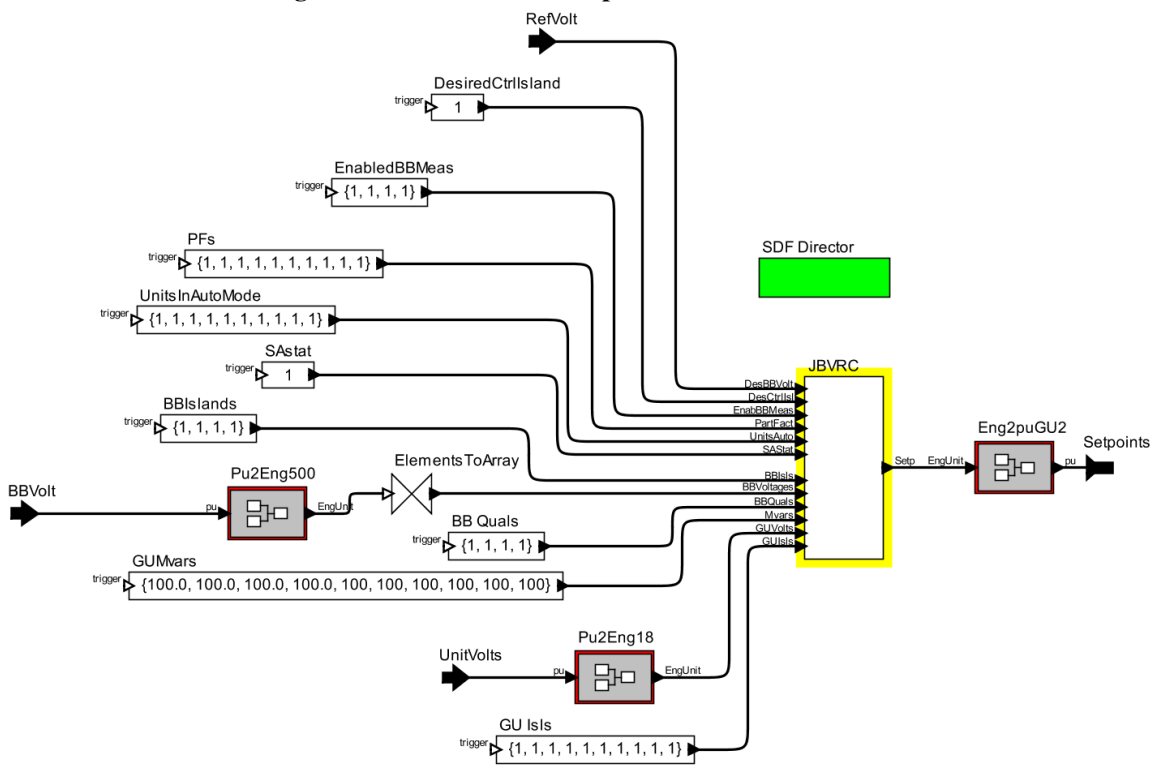 RefVolt
DesiredCtrlIsland
trigger
1
EnabledBBMeas
trigger
{1, 1, 1, 1}
PFs
trigger
{1, 1, 1, 1, 1, 1, 1, 1, 1, 1}
SDF Director
UnitsInAutoMode
trigger
{1, 1, 1, 1, 1, 1, 1, 1, 1, 1}
SAstat
trigger
1
JBVRC
DesBBVolt
DesCtrlIsl
EnabBBMeas
PartFact
UnitsAuto
SAStat
BBIsls
BBVoltages
BBQuals
Mvars
GUVolts
GUIsls
Setp
EngUnit
Eng2puGU2
pu
Setpoints
BBIslands
trigger
{1, 1, 1, 1}
ElementsToArray
BBVolt
Pu2Eng500
pu
EngUnit
BB Quals
trigger
{1, 1, 1, 1}
GUMvars
trigger
{100.0, 100.0, 100.0, 100.0, 100, 100, 100, 100, 100, 100}
UnitVolts
Pu2Eng18
pu
EngUnit
GU Isls
trigger
{1, 1, 1, 1, 1, 1, 1, 1, 1, 1}